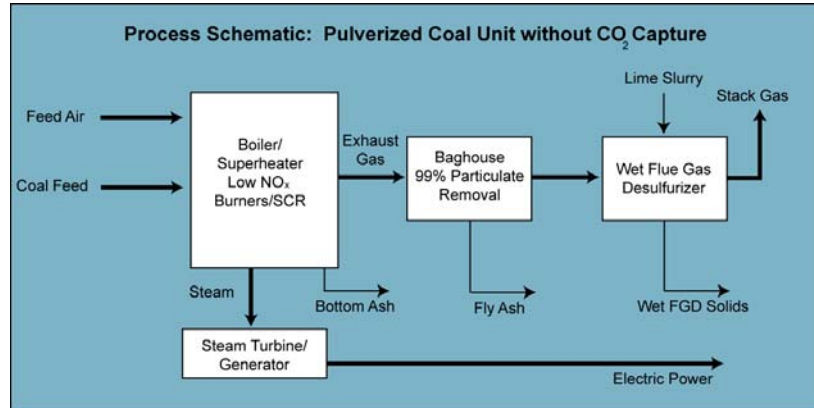 Process Schematic: Pulverized Coal Unit without CO₂ Capture
Lime Slurry
Stack Gas
Feed Air
Coal Feed
Boiler/
Superheater
Low NOₓ
Burners/SCR
Exhaust
Gas
Baghouse
99% Particulate
Removal
Wet Flue Gas
Desulfurizer
Steam
Bottom Ash
Fly Ash
Wet FGD Solids
Steam Turbine/
Generator
Electric Power